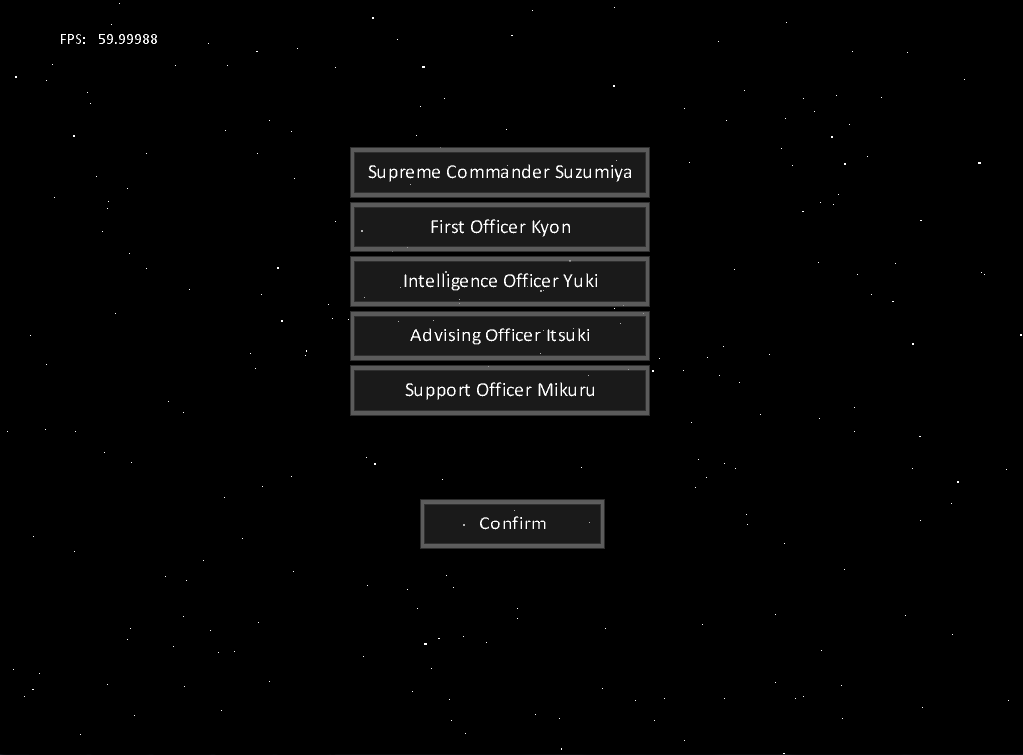 FPS: 59.99988
Supreme Commander Suzumiya
First Officer Kyon
Intelligence Officer Yuki
Advising Officer Itsuki
Support Officer Mikuru
Confirm